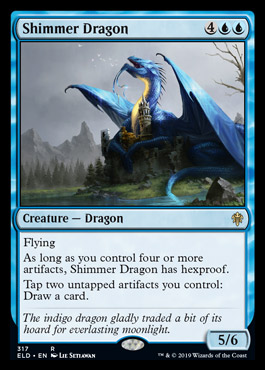 Shimmer Dragon 4
Creature — Dragon
Flying
As long as you control four or more
artifacts, Shimmer Dragon has hexproof.
Tap two untapped artifacts you control:
Draw a card.
The indigo dragon gladly traded a bit of its
hoard for everlasting moonlight.
5/6
317 R
ELD • EN Lie Setiawan
™ & © 2019 Wizards of the Coast